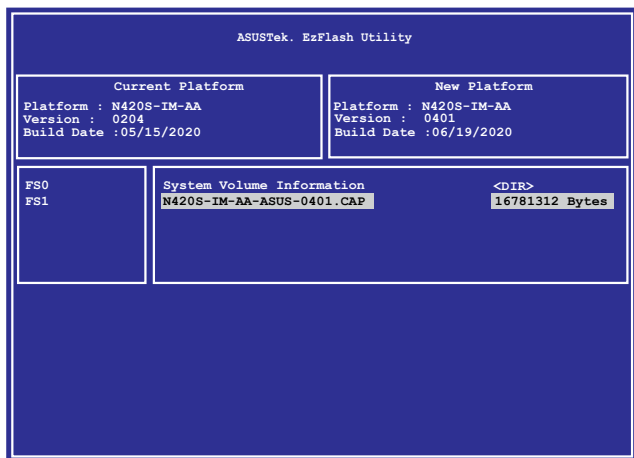 ASUSTek. EzFlash Utility
Current Platform
Platform : N420S-IM-AA
Version : 0204
Build Date :05/15/2020
New Platform
Platform : N420S-IM-AA
Version : 0401
Build Date :06/19/2020
FS0
FS1
System Volume Information <DIR>
N420S-IM-AA-ASUS-0401.CAP 16781312 Bytes